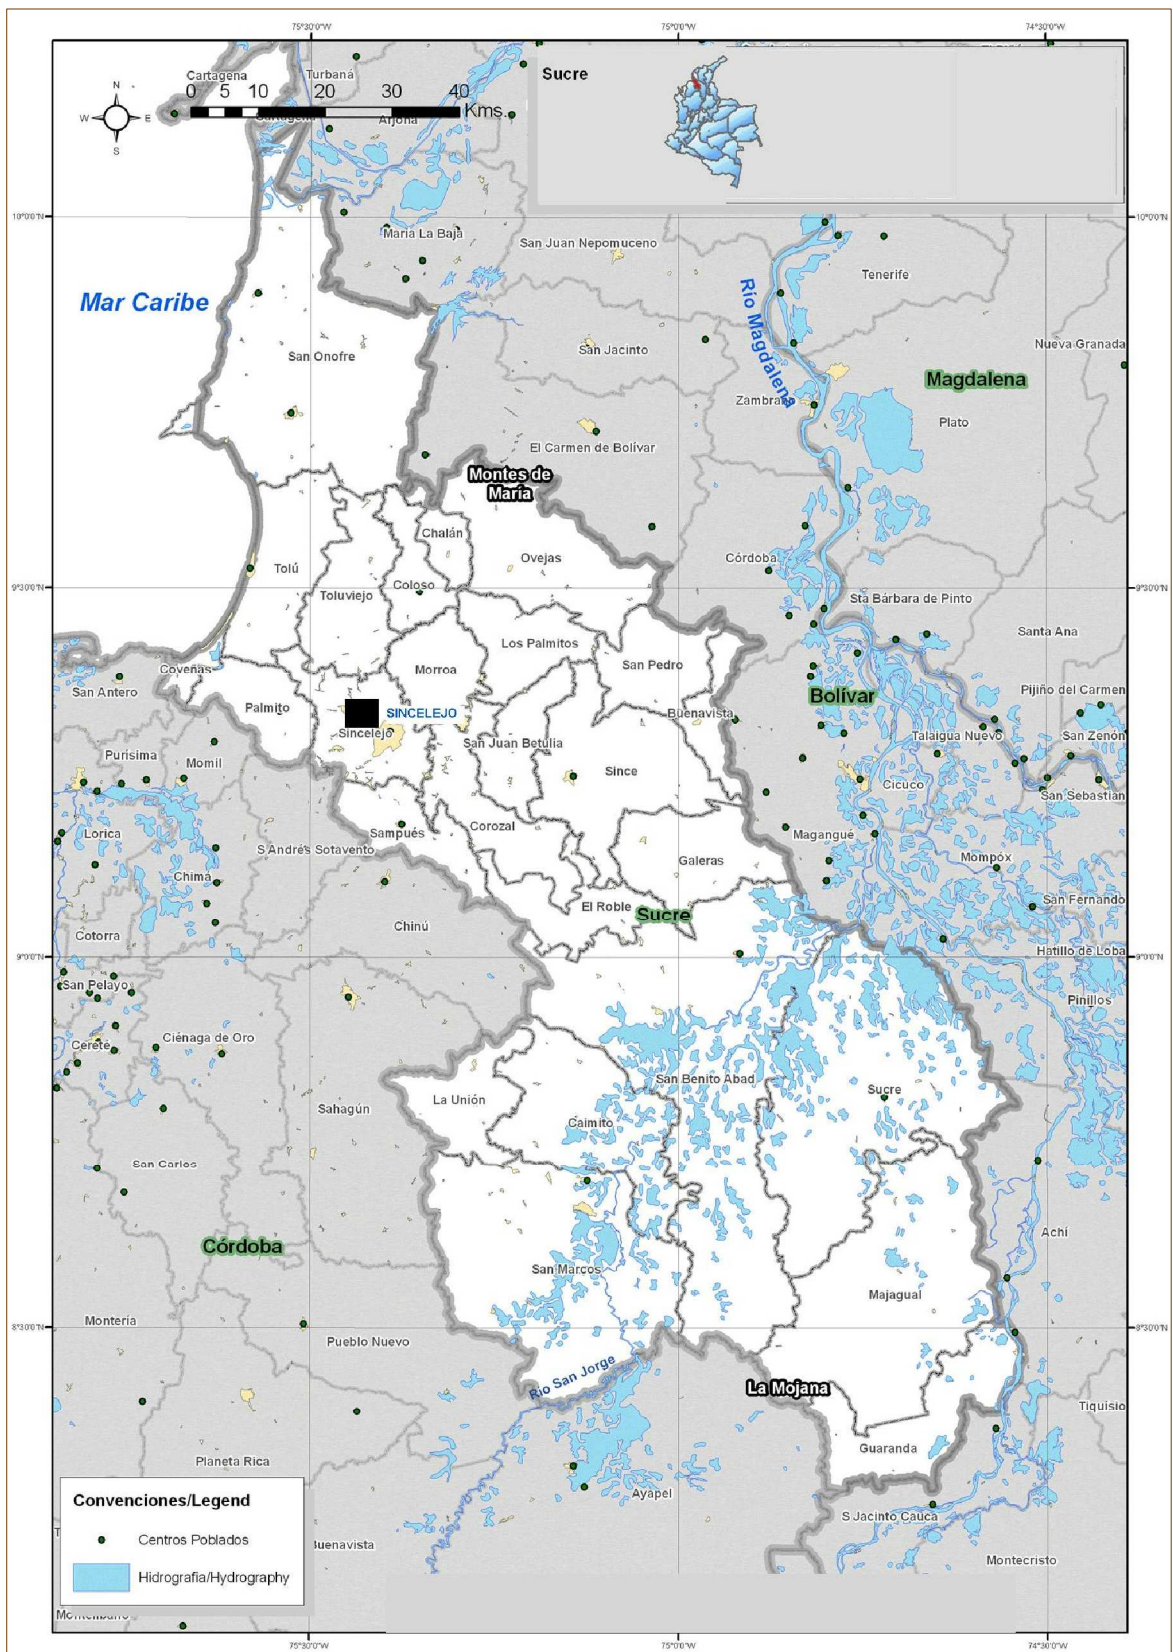 75°30'0"W
75°0'0"W
74°30'0"W
Cartagena
Turbaná
Sucre
N
W
E
S
0 5 10 20 30 40
Kms.
Cartagena
Arjona
10°0'0"N
10°0'0"N
Maria La Baja
San Juan Nepomuceno
Tenerife
Mar Caribe
Río Magdalena
San Onofre
San Jacinto
Nueva Granada
Magdalena
Zambrano
Plato
El Carmen de Bolívar
Montes de
María
Chalán
Ovejas
Córdoba
Tolú
9°30'0"N
9°30'0"N
Coloso
Toluviejo
Sta Bárbara de Pinto
Santa Ana
Los Palmitos
San Pedro
Coveñas
Morroa
San Antero
Pijiño del Carmen
Bolívar
Palmito
SINCELEJO
Buenavista
Sincelejo
San Juan Betulia
Talaigua Nuevo
San Zenón
Purísima
Momil
Since
Cicuco
San Sebastian
Lorica
Sampués
Corozal
Magangué
S Andrés Sotavento
Galeras
Mompóx
Chimá
San Fernando
El Roble
Sucre
Chinú
Cotorra
9°0'0"N
9°0'0"N
Hatillo de Loba
San Pelayo
Pinillos
Cereté
Ciénaga de Oro
San Benito Abad
Sucre
La Unión
Sahagún
Caimito
San Carlos
Achí
Córdoba
San Marcos
Majagual
Montería
8°30'0"N
8°30'0"N
Pueblo Nuevo
Río San Jorge
La Mojana
Tiquisio
Guaranda
Planeta Rica
Ayapel
Convenciones/Legend
S Jacinto Cauca
Centros Poblados
Buenavista
Montecristo
Hidrografia/Hydrography
75°30'0"W
75°0'0"W
74°30'0"W